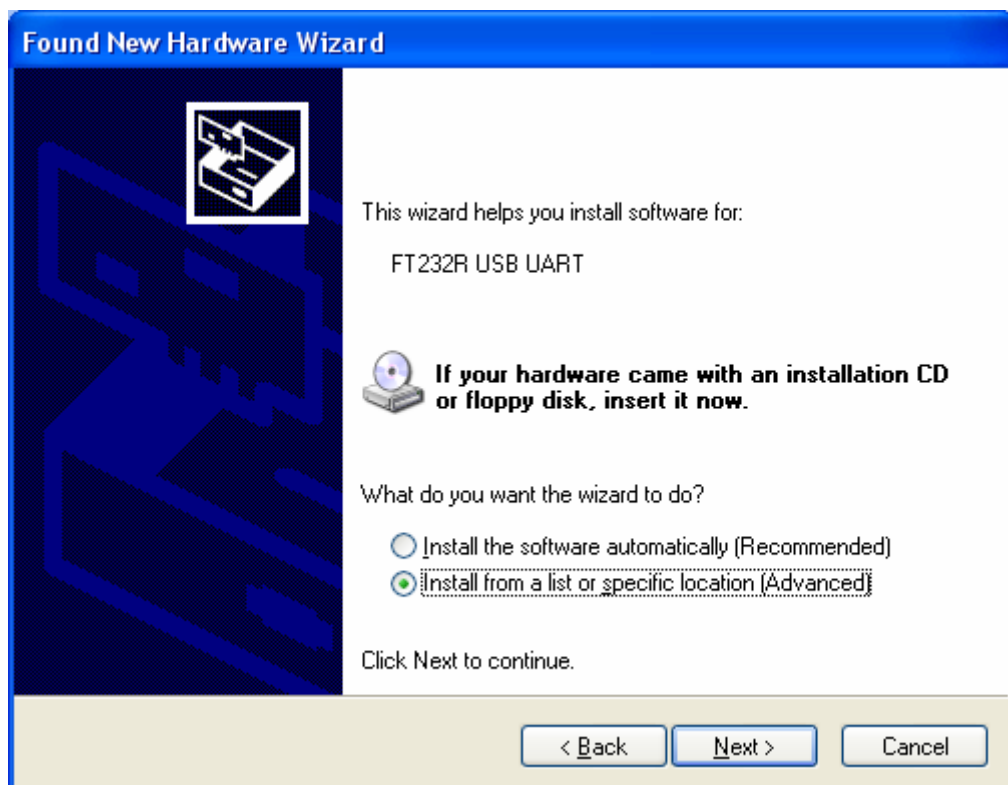 Found New Hardware Wizard
This wizard helps you install software for:
FT232R USB UART
If your hardware came with an installation CD
or floppy disk, insert it now.
What do you want the wizard to do?
Install the software automatically (Recommended)
Install from a list or specific location (Advanced)
Click Next to continue.
< Back Next > Cancel